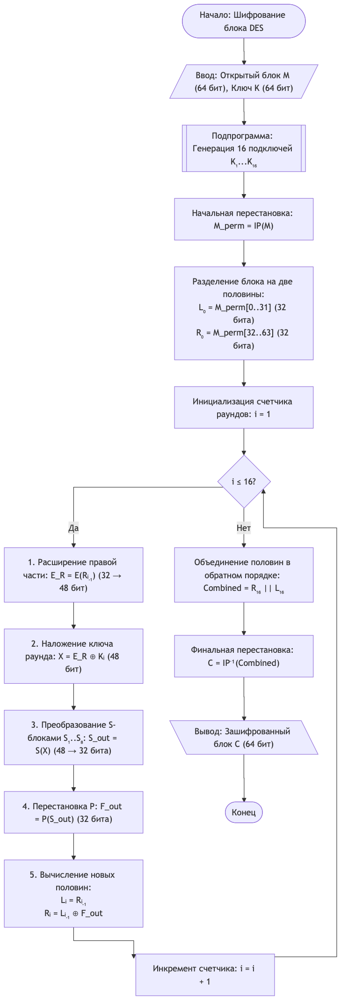 Начало: Шифрование
блока DES
Ввод: Открытый блок M
(64 бит), Ключ K (64 бит)
Подпрограмма:
Генерация 16 подключей
K₁...K₁₆
Начальная перестановка:
M_perm = IP(M)
Разделение блока на две
половины:
L₀ = M_perm[0..31] (32
бита)
R₀ = M_perm[32..63] (32
бита)
Инициализация счетчика
раундов: i = 1
i ≤ 16?
Да
Нет
1. Расширение правой
части: E_R = E(Rᵢ₋₁) (32 →
48 бит)
2. Наложение ключа
раунда: X = E_R ⊕ Kᵢ (48
бит)
3. Преобразование S-
блоками S₁..S₈: S_out =
S(X) (48 → 32 бита)
4. Перестановка P: F_out
= P(S_out) (32 бита)
5. Вычисление новых
половин:
Lᵢ = Rᵢ₋₁
Rᵢ = Lᵢ₋₁ ⊕ F_out
Инкремент счетчика: i = i
+ 1
Объединение половин в
обратном порядке:
Combined = R₁₆ || L₁₆
Финальная перестановка:
C = IP⁻¹(Combined)
Вывод: Зашифрованный
блок C (64 бит)
Конец